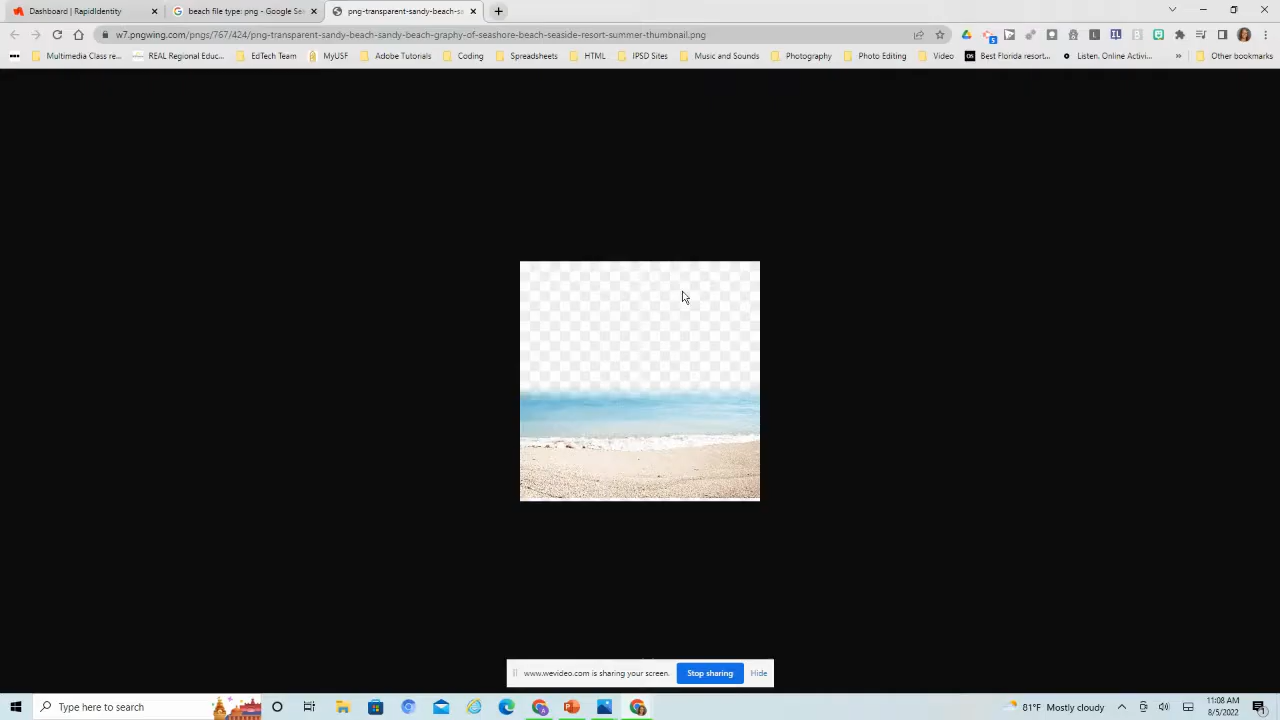 Dashboard | RapidIdentity
beach file type: png - Google Se
png-transparent-sandy-beach-s
w7.pngwing.com/pngs/767/424/png-transparent-sandy-beach-sandy-beach-graphy-of-seashore-beach-seaside-resort-summer-thumbnail.png
Multimedia Class re... REAL Regional Educ... EdTech Team MyUSF Adobe Tutorials Coding Spreadsheets HTML IPSD Sites Music and Sounds Photography Photo Editing Video Best Florida resort... Listen, Online Activi... » Other bookmarks
www.wevideo.com is sharing your screen. Stop sharing Hide
Type here to search
81°F Mostly cloudy
11:08 AM
8/5/2022